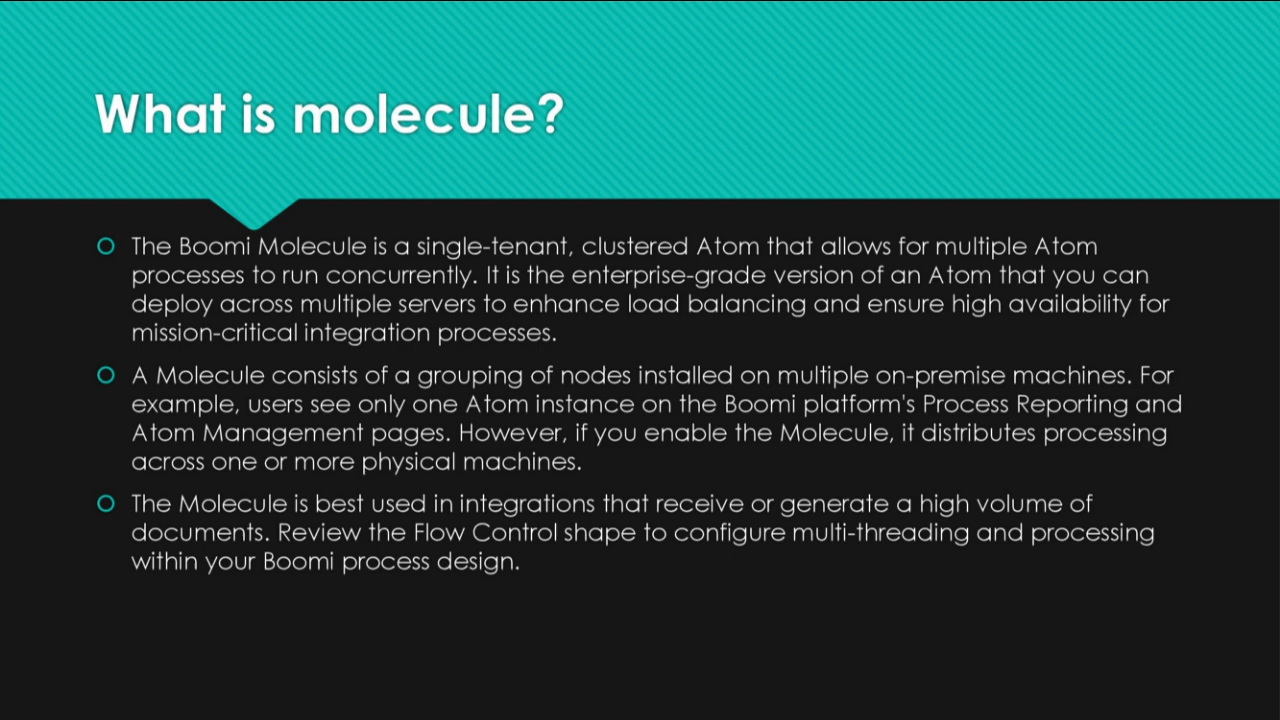 What is molecule?
The Boomi Molecule is a single-tenant, clustered Atom that allows for multiple Atom
processes to run concurrently. It is the enterprise-grade version of an Atom that you can
deploy across multiple servers to enhance load balancing and ensure high availability for
mission-critical integration processes.
A Molecule consists of a grouping of nodes installed on multiple on-premise machines. For
example, users see only one Atom instance on the Boomi platform's Process Reporting and
Atom Management pages. However, if you enable the Molecule, it distributes processing
across one or more physical machines.
The Molecule is best used in integrations that receive or generate a high volume of
documents. Review the Flow Control shape to configure multi-threading and processing
within your Boomi process design.